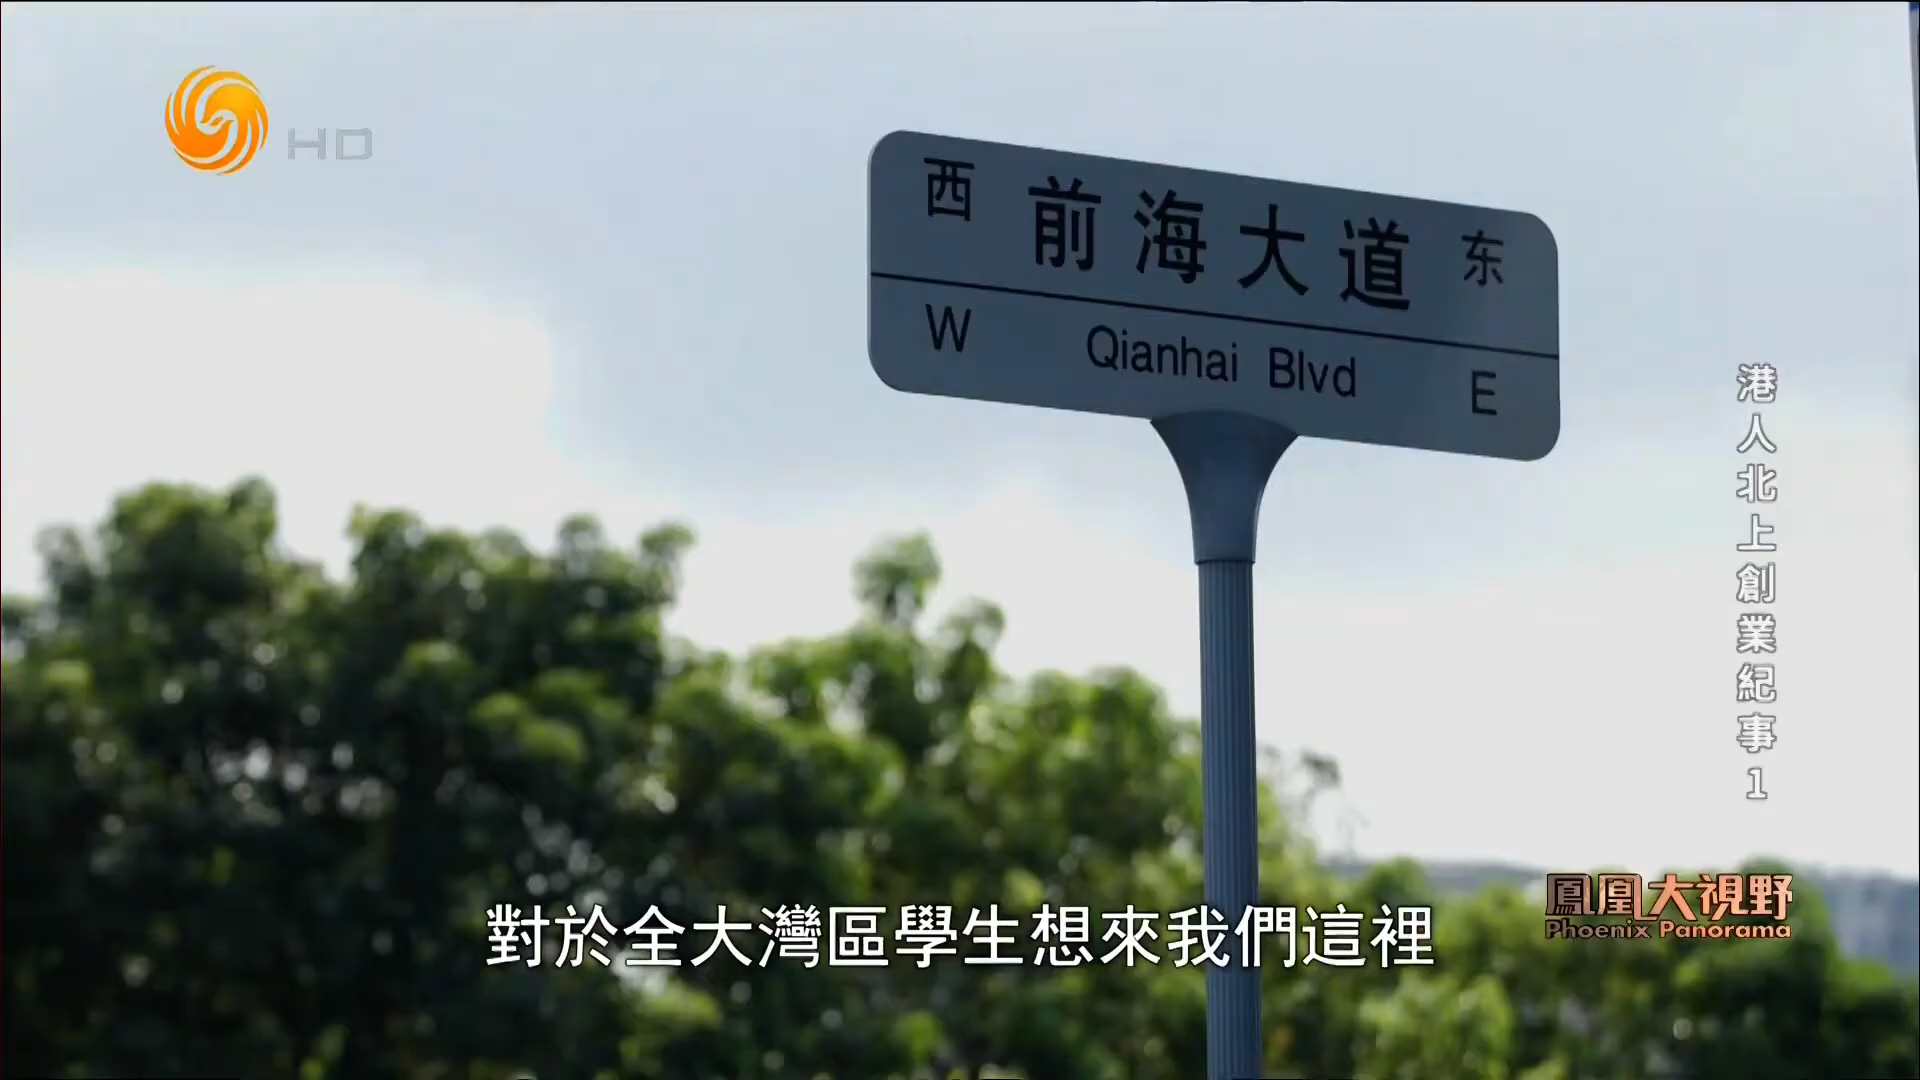 HD
西 前海大道 东
W Qianhai Blvd E
港人北上創業紀事1
鳳凰大視野
Phoenix Panorama
對於全大灣區學生想來我們這裡